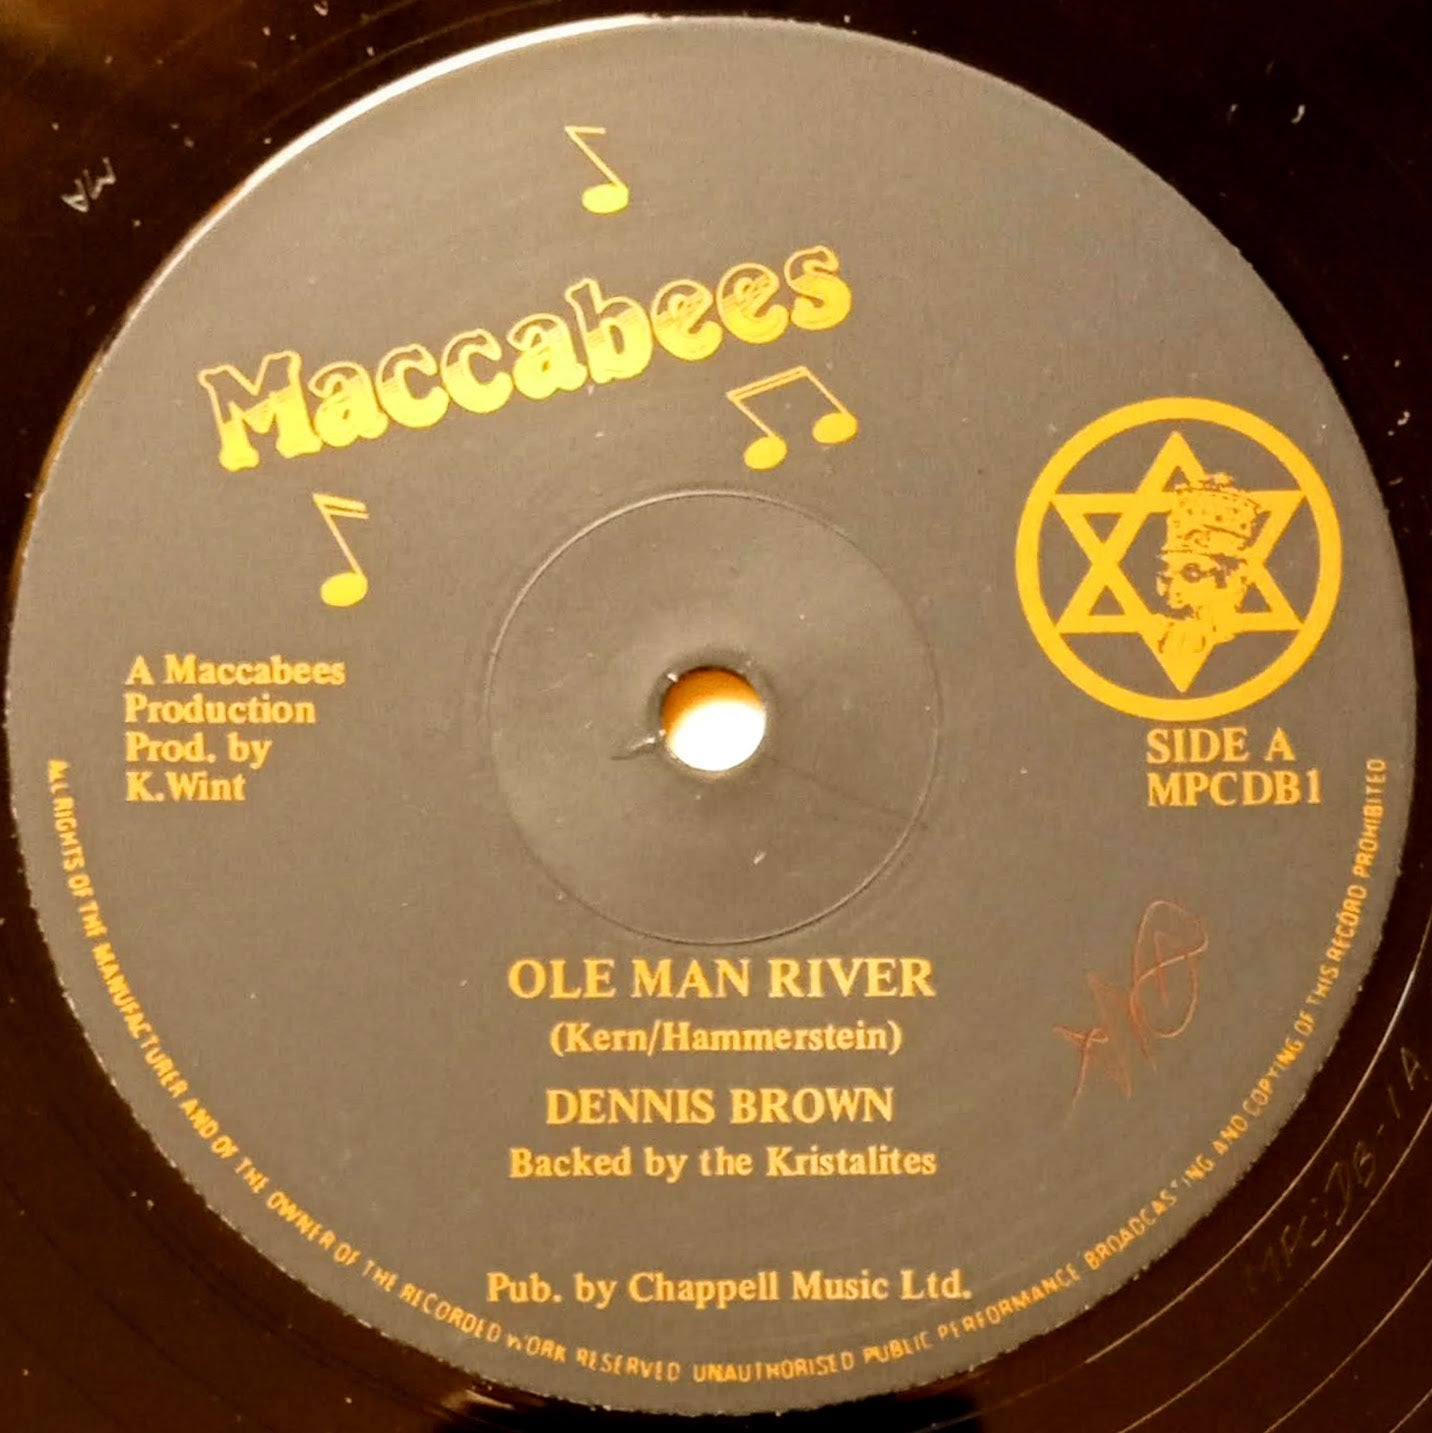 Maccabees
A Maccabees
Production
Prod. by
K.Wint
SIDE A
MPCDB1
OLE MAN RIVER
(Kern/Hammerstein)
DENNIS BROWN
Backed by the Kristalites
Pub. by Chappell Music Ltd.
ALL RIGHTS OF THE MANUFACTURER AND OF THE OWNER OF THE RECORDED WORK RESERVED UNAUTHORISED PUBLIC PERFORMANCE BROADCASTING AND COPYING OF THIS RECORD PROHIBITED
MA